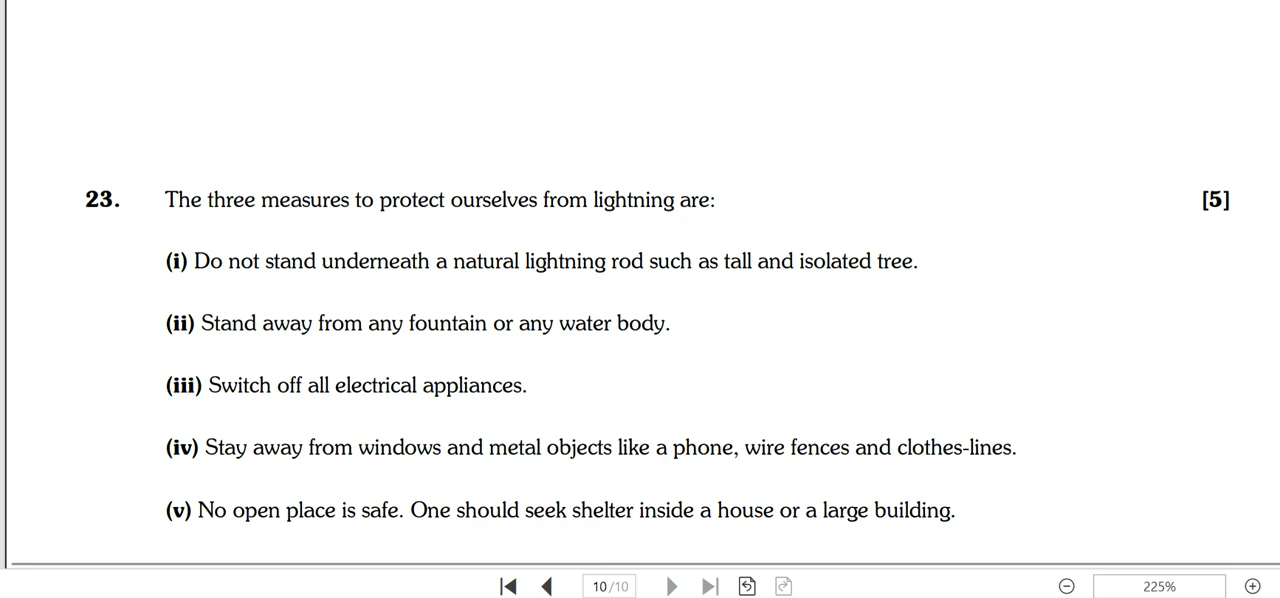 23. The three measures to protect ourselves from lightning are: [5]
(i) Do not stand underneath a natural lightning rod such as tall and isolated tree.
(ii) Stand away from any fountain or any water body.
(iii) Switch off all electrical appliances.
(iv) Stay away from windows and metal objects like a phone, wire fences and clothes-lines.
(v) No open place is safe. One should seek shelter inside a house or a large building.
10/10 225%